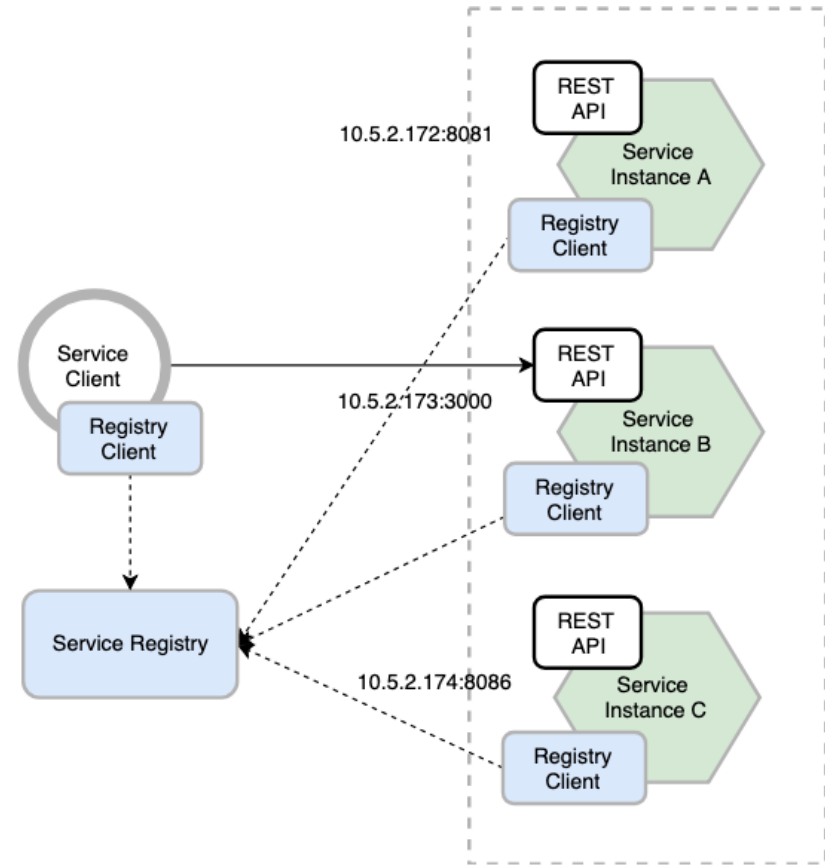 REST
API
10.5.2.172:8081
Service
Instance A
Registry
Client
Service
Client
REST
API
10.5.2.173:3000
Registry
Client
Service
Instance B
Registry
Client
Service Registry
REST
API
10.5.2.174:8086
Service
Instance C
Registry
Client